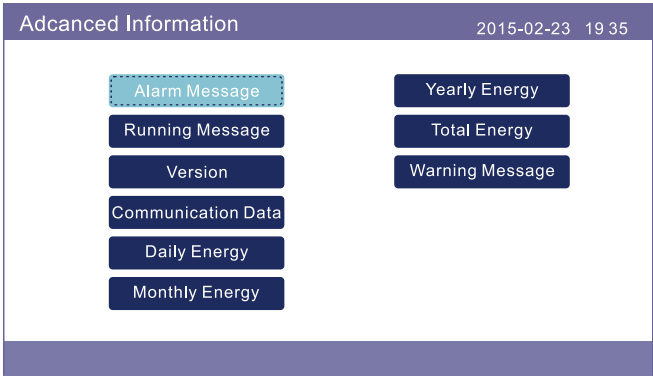 Adcanced Information
2015-02-23 19 35
Alarm Message
Running Message
Version
Communication Data
Daily Energy
Monthly Energy
Yearly Energy
Total Energy
Warning Message